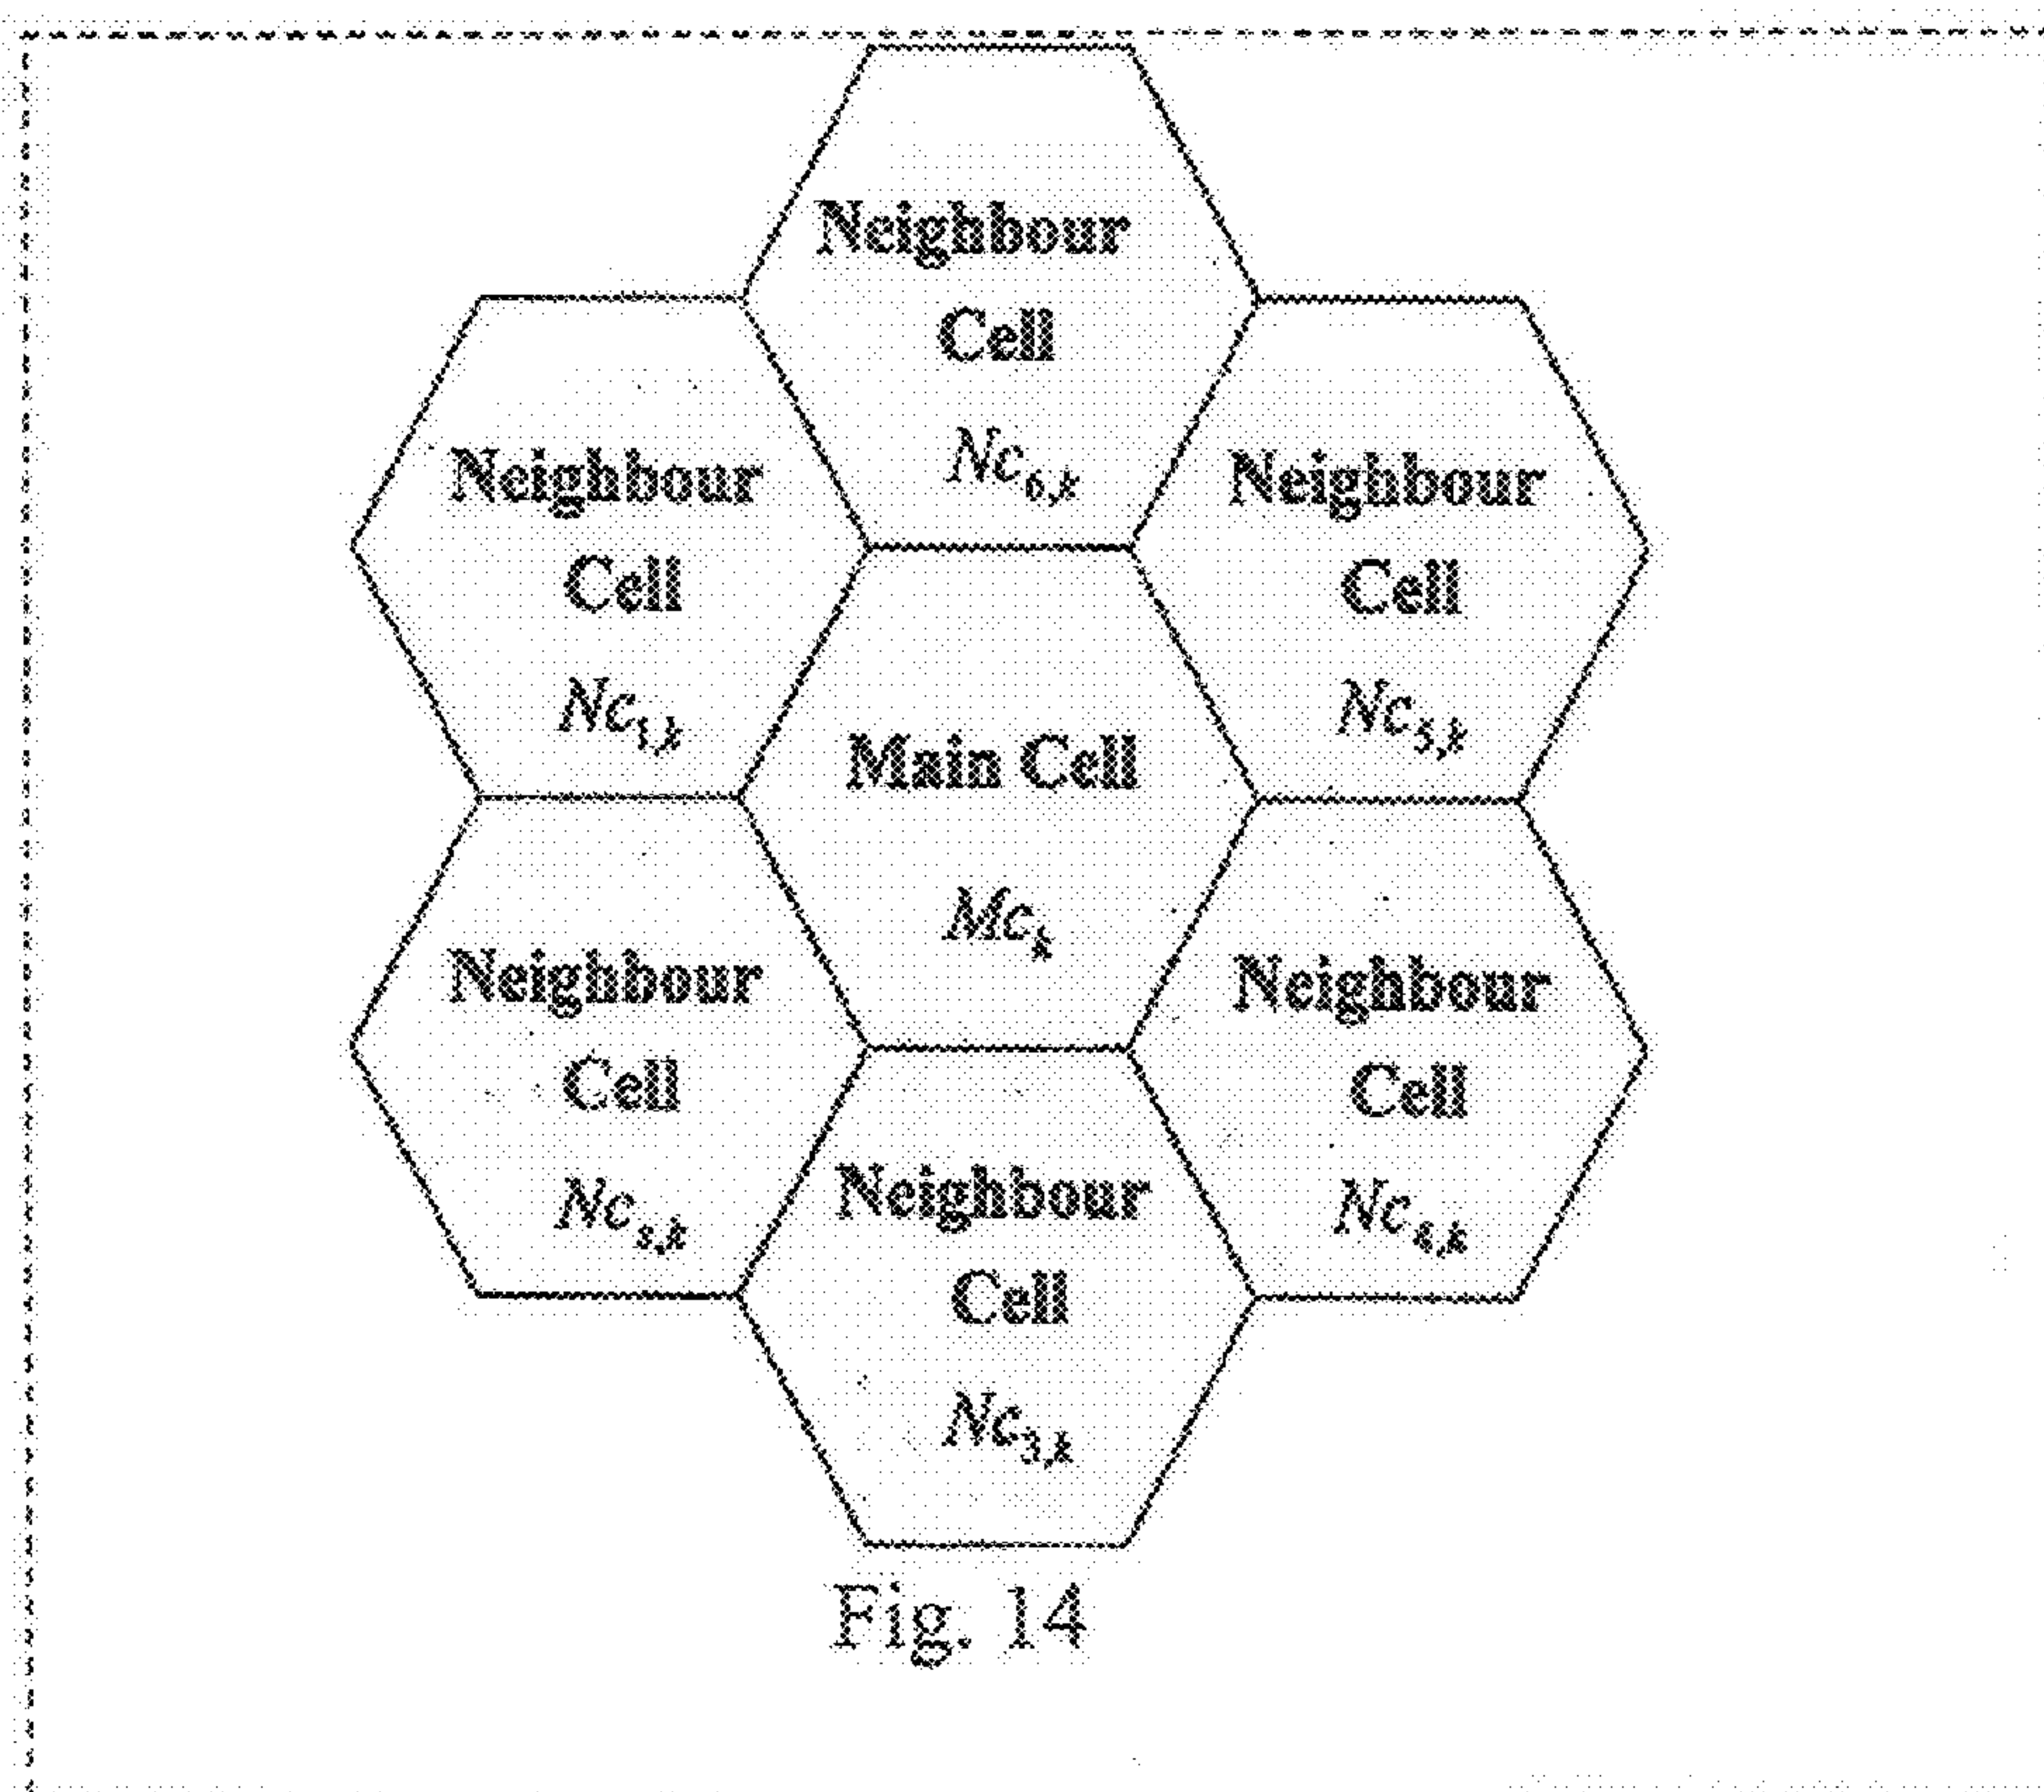 Neighbour
Cell
Nc6,k
Neighbour
Cell
Nc1,k
Neighbour
Cell
Nc5,k
Main Cell
Mck
Neighbour
Cell
Nc2,k
Neighbour
Cell
Nc4,k
Neighbour
Cell
Nc3,k
Fig. 14